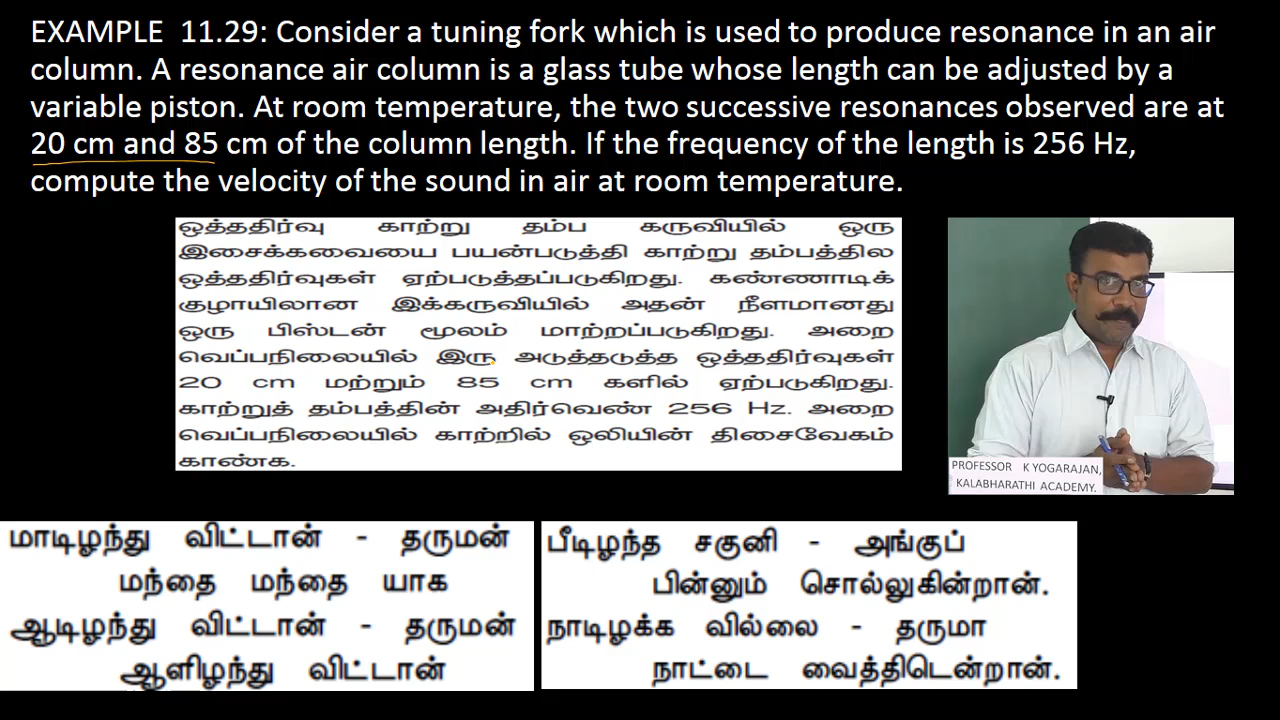 EXAMPLE 11.29: Consider a tuning fork which is used to produce resonance in an air
column. A resonance air column is a glass tube whose length can be adjusted by a
variable piston. At room temperature, the two successive resonances observed are at
20 cm and 85 cm of the column length. If the frequency of the length is 256 Hz,
compute the velocity of the sound in air at room temperature.
ஒத்ததிர்வு காற்று தம்ப கருவியில் ஒரு
இசைக்கவையை பயன்படுத்தி காற்று தம்பத்தில
ஒத்ததிர்வுகள் ஏற்படுத்தப்படுகிறது. கண்ணாடிக்
குழாயிலான இக்கருவியில் அதன் நீளமானது
ஒரு பிஸ்டன் மூலம் மாற்றப்படுகிறது. அறை
வெப்பநிலையில் இரு அடுத்தடுத்த ஒத்ததிர்வுகள்
20 cm மற்றும் 85 cm களில் ஏற்படுகிறது.
காற்றுத் தம்பத்தின் அதிர்வெண் 256 Hz. அறை
வெப்பநிலையில் காற்றில் ஒலியின் திசைவேகம்
காண்க.
PROFESSOR K YOGARAJAN,
KALABHARATHI ACADEMY.
மாடிழந்து விட்டான் - தருமன்
மந்தை மந்தை யாக
ஆடிழந்து விட்டான் - தருமன்
ஆளிழந்து விட்டான்
பீடிழந்த சகுனி - அங்குப்
பின்னும் சொல்லுகின்றான்.
நாடிழக்க வில்லை - தருமா
நாட்டை வைத்திடென்றான்.